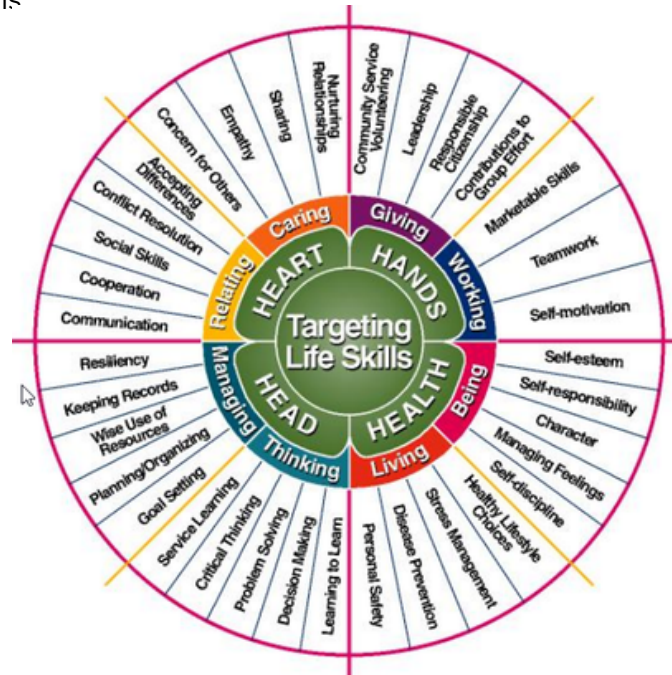 Targeting
Life Skills
HEART
HANDS
HEALTH
HEAD
Caring
Giving
Working
Being
Living
Thinking
Managing
Relating
Nurturing
Relationships
Sharing
Empathy
Concern for Others
Accepting
Differences
Conflict Resolution
Social Skills
Cooperation
Communication
Community Service
Volunteering
Leadership
Responsible
Citizenship
Contributions to
Group Effort
Marketable Skills
Teamwork
Self-motivation
Self-esteem
Self-responsibility
Character
Managing Feelings
Self-discipline
Healthy Lifestyle
Choices
Stress Management
Disease Prevention
Personal Safety
Learning to Learn
Decision Making
Problem Solving
Critical Thinking
Service Learning
Goal Setting
Planning/Organizing
Wise Use of
Resources
Keeping Records
Resiliency